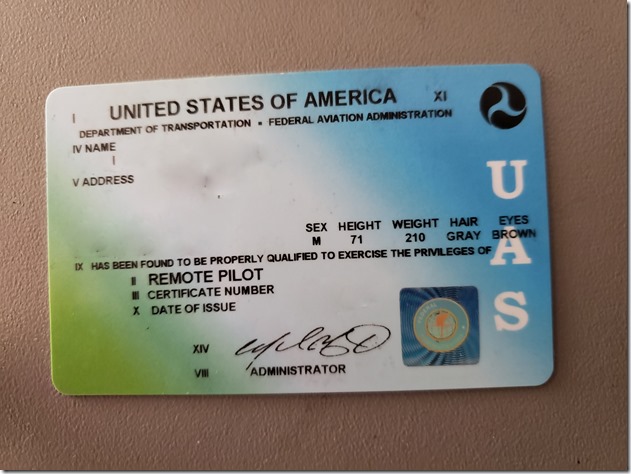 I UNITED STATES OF AMERICA XI
DEPARTMENT OF TRANSPORTATION ▪ FEDERAL AVIATION ADMINISTRATION
IV NAME
I
V ADDRESS
SEX HEIGHT WEIGHT HAIR EYES
M 71 210 GRAY BROWN
IX HAS BEEN FOUND TO BE PROPERLY QUALIFIED TO EXERCISE THE PRIVILEGES OF
II REMOTE PILOT
III CERTIFICATE NUMBER
X DATE OF ISSUE
XIV
VIII ADMINISTRATOR
UAS